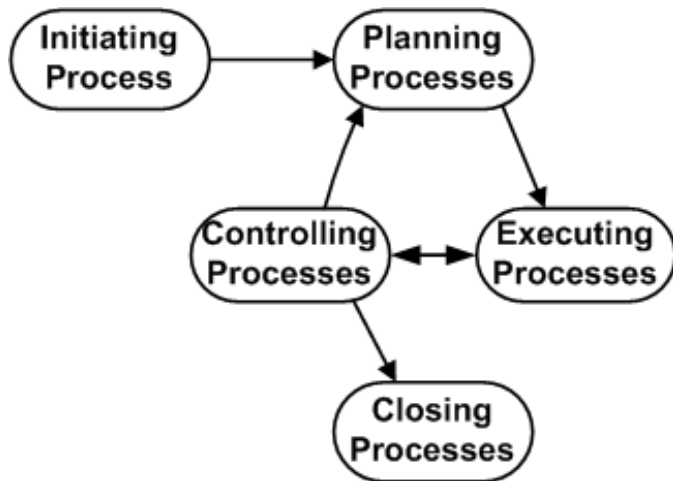 Initiating
Process
Planning
Processes
Controlling
Processes
Executing
Processes
Closing
Processes